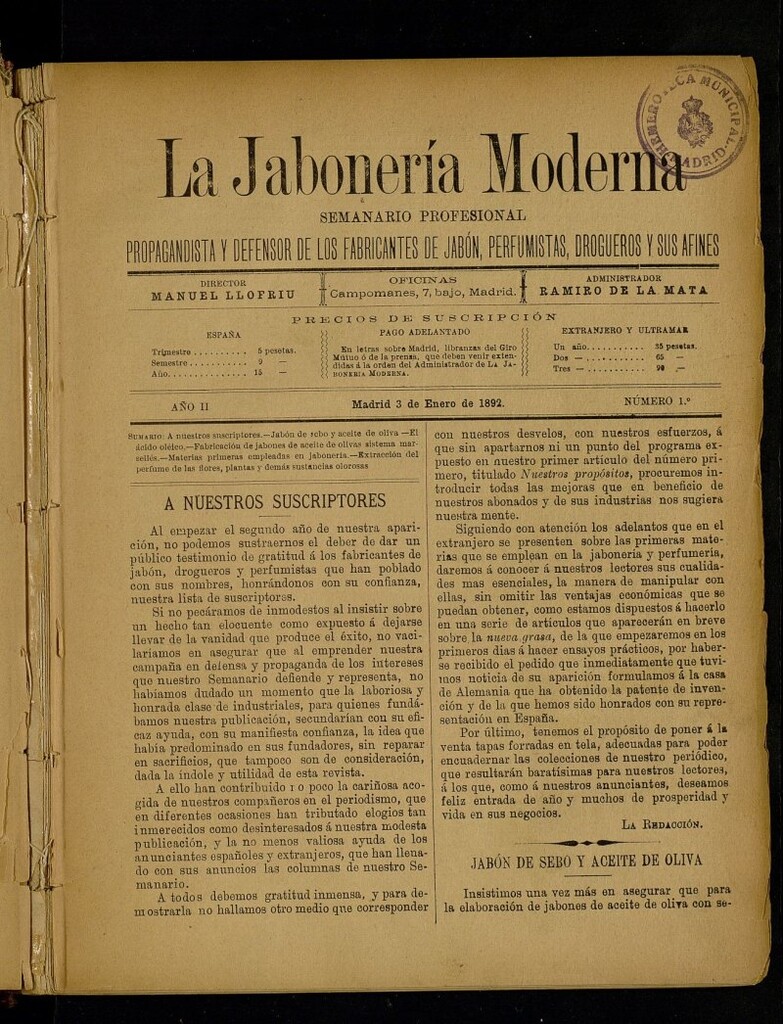 HEMEROTECA MUNICIPAL
MADRID
La Jabonería Moderna
SEMANARIO PROFESIONAL
PROPAGANDISTA Y DEFENSOR DE LOS FABRICANTES DE JABÓN, PERFUMISTAS, DROGUEROS Y SUS AFINES
DIRECTOR
MANUEL LLOFRIU
OFICINAS
Campomanes, 7, bajo, Madrid.
ADMINISTRADOR
RAMIRO DE LA MATA
PRECIOS DE SUSCRIPCIÓN
ESPAÑA
Trimestre .......... 5 pesetas.
Semestre .......... 9 —
Año. ............. 15 —
PAGO ADELANTADO
En letras sobre Madrid, libranzas del Giro
Mútuo ó de la prensa, que deben venir exten-
didas á la orden del Administrador de LA JA-
BONERIA MODERNA.
EXTRANJERO Y ULTRAMAR
Un año........... 35 pesetas.
Dos — ........... 65 —
Tres — ........... 90 —
AÑO II
Madrid 3 de Enero de 1892.
NÚMERO 1.º
SUMARIO: A nuestros suscriptores.—Jabón de sebo y aceite de oliva —El
ácido oléico.—Fabricación de jabones de aceite de olivas sistema mar-
sellés.—Materias primeras empleadas en jabonería.—Extracción del
perfume de las flores, plantas y demás sustancias olorosas
A NUESTROS SUSCRIPTORES
Al empezar el segundo año de nuestra apari-
ción, no podemos sustraernos el deber de dar un
público testimonio de gratitud á los fabricantes de
jabón, drogueros y perfumistas que han poblado
con sus nombres, honrándonos con su confianza,
nuestra lista de suscriptores.
Si no pecáramos de inmodestos al insistir sobre
un hecho tan elocuente como expuesto á dejarse
llevar de la vanidad que produce el éxito, no vaci-
laríamos en asegurar que al emprender nuestra
campaña en defensa y propaganda de los intereses
que nuestro Semanario defiende y representa, no
habíamos dudado un momento que la laboriosa y
honrada clase de industriales, para quienes fundá-
bamos nuestra publicación, secundarían con su efi-
caz ayuda, con su manifiesta confianza, la idea que
había predominado en sus fundadores, sin reparar
en sacrificios, que tampoco son de consideración,
dada la índole y utilidad de esta revista.
A ello han contribuido no poco la cariñosa aco-
gida de nuestros compañeros en el periodismo, que
en diferentes ocasiones han tributado elogios tan
inmerecidos como desinteresados á nuestra modesta
publicación, y la no menos valiosa ayuda de los
anunciantes españoles y extranjeros, que han llena-
do con sus anuncios las columnas de nuestro Se-
manario.
A todos debemos gratitud inmensa, y para de-
mostrarla no hallamos otro medio que corresponder
con nuestros desvelos, con nuestros esfuerzos, á
que sin apartarnos ni un punto del programa ex-
puesto en nuestro primer artículo del número pri-
mero, titulado Nuestros propósitos, procuremos in-
troducir todas las mejoras que en beneficio de
nuestros abonados y de sus industrias nos sugiera
nuestra mente.
Siguiendo con atención los adelantos que en el
extranjero se presenten sobre las primeras mate-
rias que se emplean en la jabonería y perfumería,
daremos á conocer á nuestros lectores sus cualida-
des mas esenciales, la manera de manipular con
ellas, sin omitir las ventajas económicas que se
puedan obtener, como estamos dispuestos á hacerlo
en una serie de artículos que aparecerán en breve
sobre la nueva grasa, de la que empezaremos en los
primeros dias á hacer ensayos prácticos, por haber-
se recibido el pedido que inmediatamente que tuvi-
mos noticia de su aparición formulamos á la casa
de Alemania que ha obtenido la patente de inven-
ción y de la que hemos sido honrados con su repre-
sentación en España.
Por último, tenemos el propósito de poner á la
venta tapas forradas en tela, adecuadas para poder
encuadernar las colecciones de nuestro periódico,
que resultarán baratísimas para nuestros lectores,
á los que, como á nuestros anunciantes, deseamos
feliz entrada de año y muchos de prosperidad y
vida en sus negocios.
LA REDACCIÓN.
JABÓN DE SEBO Y ACEITE DE OLIVA
Insistimos una vez más en asegurar que para
la elaboración de jabones de aceite de oliva con se-